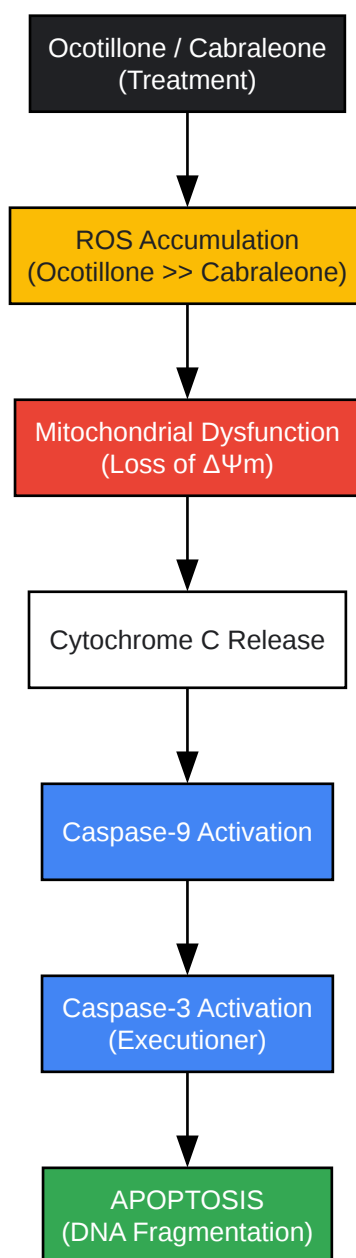 Ocotillone / Cabraleone
(Treatment)
ROS Accumulation
(Ocotillone >> Cabraleone)
Mitochondrial Dysfunction
(Loss of ΔΨm)
Cytochrome C Release
Caspase-9 Activation
Caspase-3 Activation
(Executioner)
APOPTOSIS
(DNA Fragmentation)